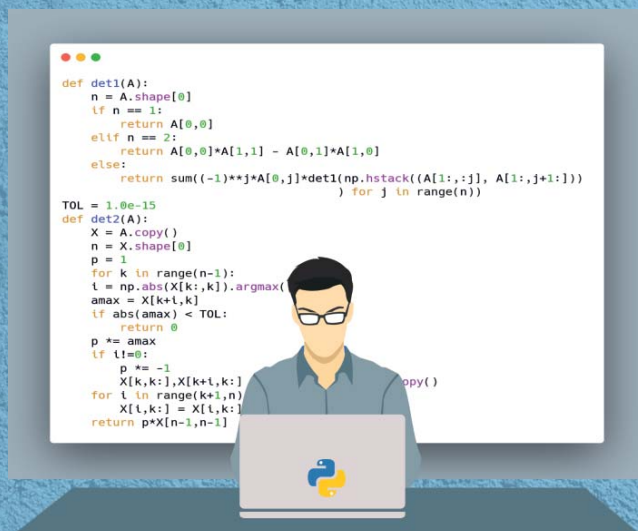 def det1(A):
    n = A.shape[0]
    if n == 1:
        return A[0,0]
    elif n == 2:
        return A[0,0]*A[1,1] - A[0,1]*A[1,0]
    else:
        return sum((-1)**j*A[0,j]*det1(np.hstack((A[1:,:j], A[1:,j+1:]))
                                      ) for j in range(n))
TOL = 1.0e-15
def det2(A):
    X = A.copy()
    n = X.shape[0]
    p = 1
    for k in range(n-1):
    i = np.abs(X[k:,k]).argmax(
    amax = X[k+i,k]
    if abs(amax) < TOL:
        return 0
    p *= amax
    if i!=0:
        p *= -1
        X[k,k:],X[k+i,k:] py()
    for i in range(k+1,n)
        X[i,k:] = X[i,k:]
    return p*X[n-1,n-1]